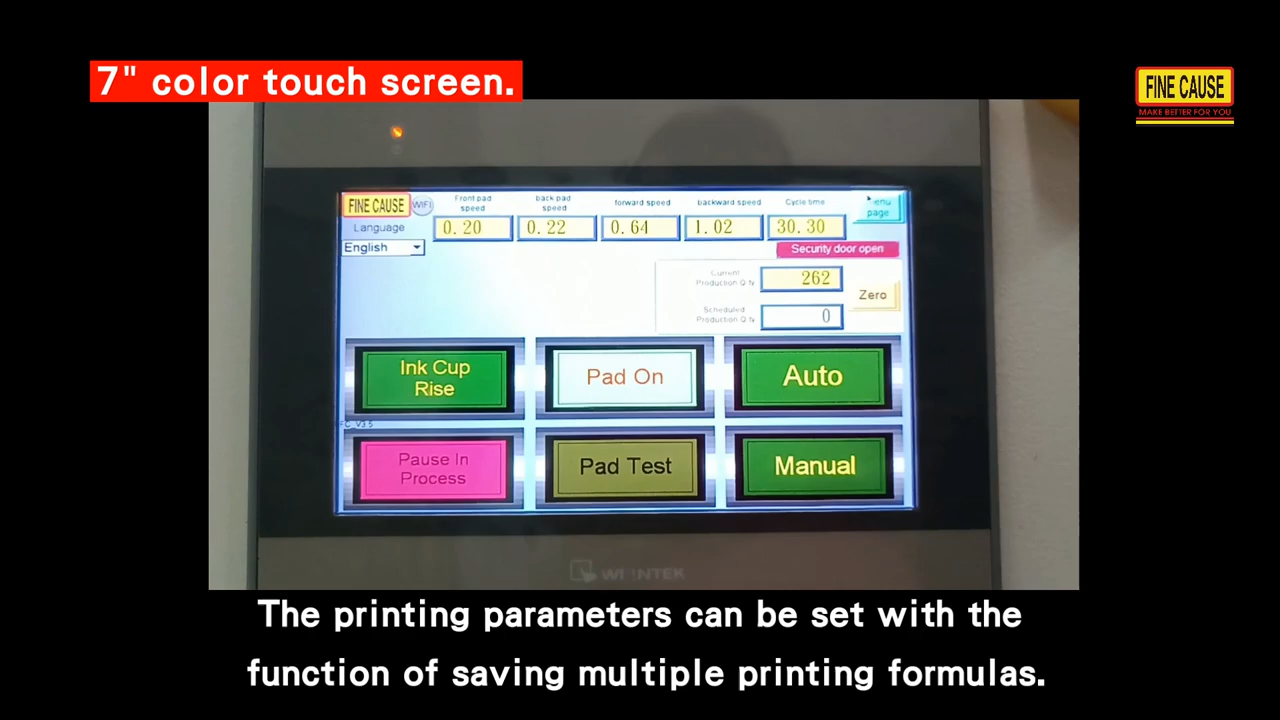 7" color touch screen.
FINE CAUSE
MAKE BETTER FOR YOU
FINE CAUSE
WIFI
Front pad speed
back pad speed
forward speed
backward speed
Cycle time
page
Language
0.20
0.22
0.64
1.02
30.30
English
Security door open
Current
Production Q'ty
262
Zero
Scheduled
Production Q'ty
0
Ink Cup
Rise
Pad On
Auto
Pause In
Process
Pad Test
Manual
The printing parameters can be set with the
function of saving multiple printing formulas.